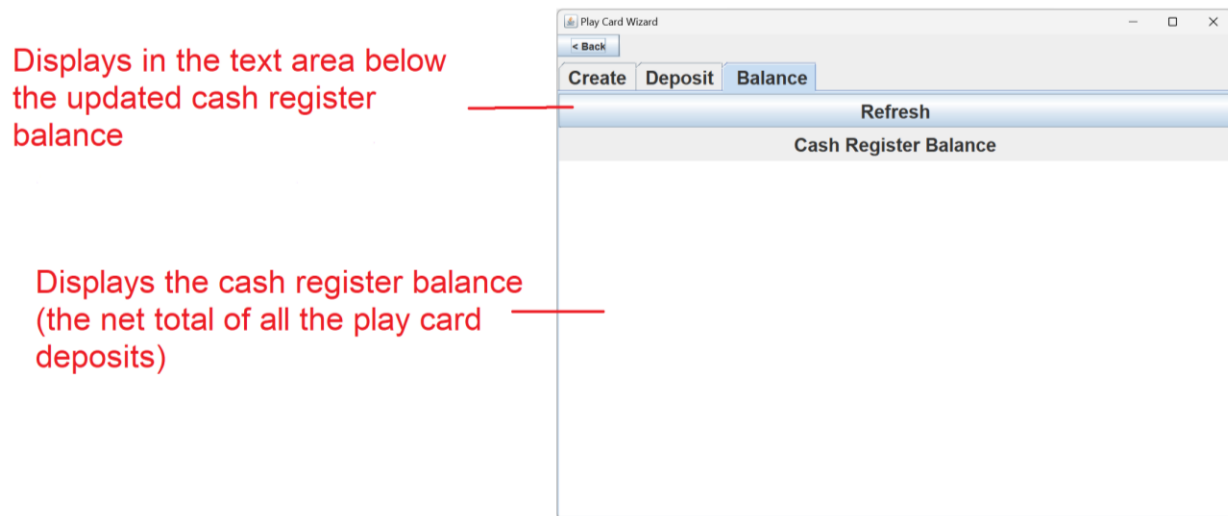 Displays in the text area below
the updated cash register
balance
Displays the cash register balance
(the net total of all the play card
deposits)
Play Card Wizard
< Back
Create Deposit Balance
Refresh
Cash Register Balance